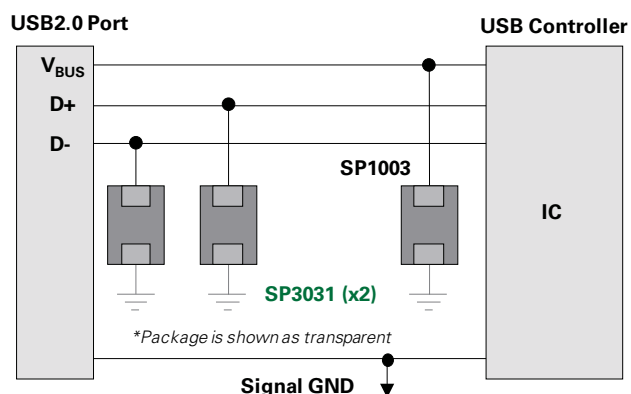 USB2.0 Port
USB Controller
VBUS
D+
D-
SP1003
IC
SP3031 (x2)
*Package is shown as transparent
Signal GND